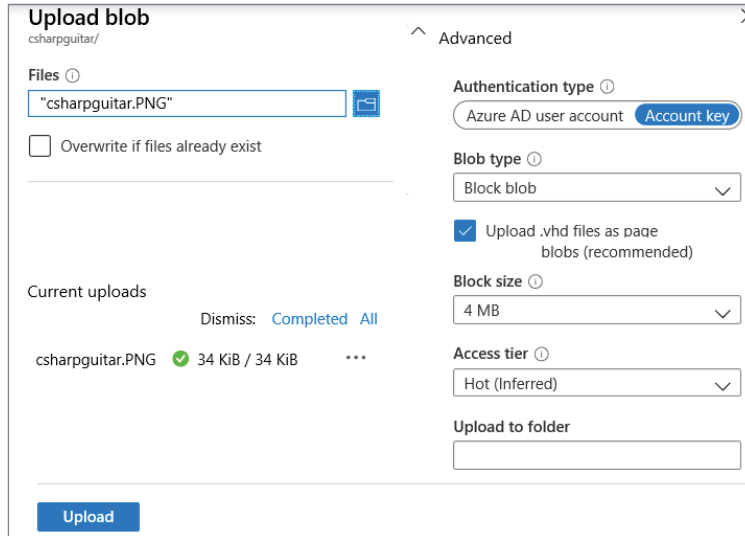 Upload blob
csharpguitar/
Files
"csharpguitar.PNG"
Overwrite if files already exist
Current uploads
Dismiss: Completed All
csharpguitar.PNG 34 KiB / 34 KiB
Upload
Advanced
Authentication type
Azure AD user account Account key
Blob type
Block blob
Upload .vhd files as page
blobs (recommended)
Block size
4 MB
Access tier
Hot (Inferred)
Upload to folder